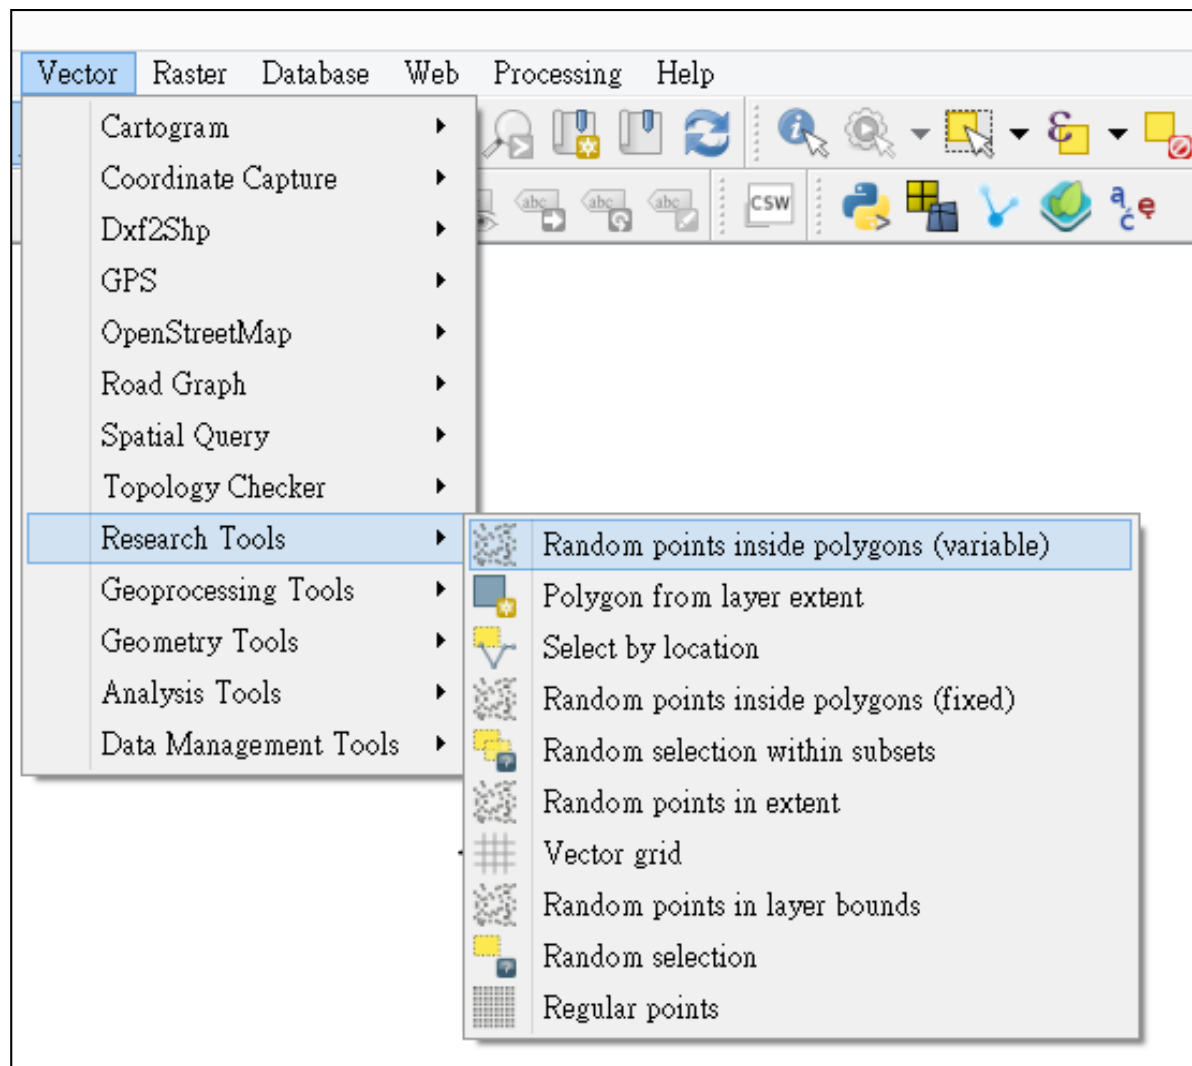 Vector Raster Database Web Processing Help
Cartogram
Coordinate Capture
Dxf2Shp
GPS
OpenStreetMap
Road Graph
Spatial Query
Topology Checker
Research Tools
Geoprocessing Tools
Geometry Tools
Analysis Tools
Data Management Tools
abc abc abc CSW
Random points inside polygons (variable)
Polygon from layer extent
Select by location
Random points inside polygons (fixed)
Random selection within subsets
Random points in extent
Vector grid
Random points in layer bounds
Random selection
Regular points